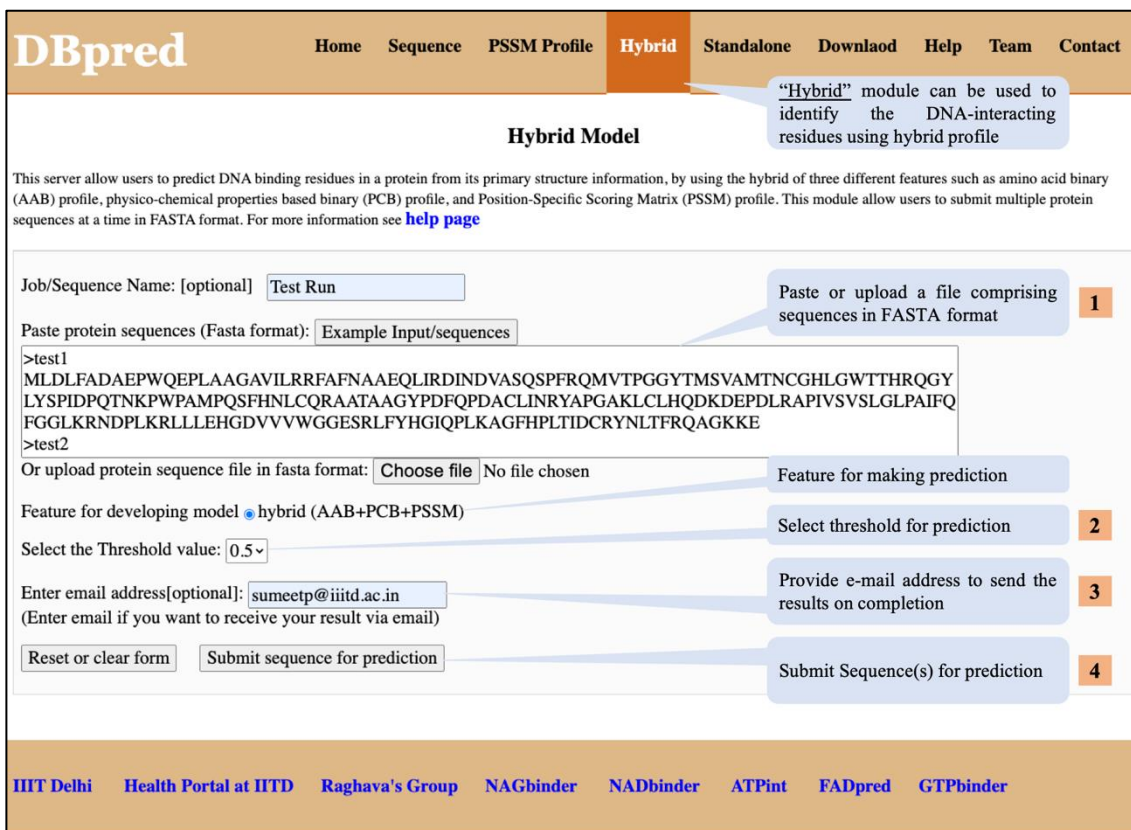 DBpred
Home Sequence PSSM Profile Hybrid Standalone Downlaod Help Team Contact
"Hybrid" module can be used to
identify the DNA-interacting
residues using hybrid profile
Hybrid Model
This server allow users to predict DNA binding residues in a protein from its primary structure information, by using the hybrid of three different features such as amino acid binary
(AAB) profile, physico-chemical properties based binary (PCB) profile, and Position-Specific Scoring Matrix (PSSM) profile. This module allow users to submit multiple protein
sequences at a time in FASTA format. For more information see help page
Job/Sequence Name: [optional] Test Run
Paste or upload a file comprising
sequences in FASTA format
1
Paste protein sequences (Fasta format): Example Input/sequences
>test1
MLDLFADAEPWQEPLAAGAVILRRFAFNAAEQLIRDINDVASQSPFRQMVTPGGYTMSVAMTNCGHLGWTTHRQGY
LYSPIDPQTNKPWPAMPQSFHNLCQRAATAAGYPDFQPDACLINRYAPGAKLCLHQDKDEPDLRAPIVSVSLGLPAIFQ
FGGLKRNDPLKRLLLEHGDVVVWGGESRLFYHGIQPLKAGFHPLTIDCRYNLTFRQAGKKE
>test2
Or upload protein sequence file in fasta format: Choose file No file chosen
Feature for making prediction
Feature for developing model hybrid (AAB+PCB+PSSM)
Select threshold for prediction
2
Select the Threshold value: 0.5
Provide e-mail address to send the
results on completion
3
Enter email address[optional]: sumeetp@iiitd.ac.in
(Enter email if you want to receive your result via email)
Reset or clear form Submit sequence for prediction
Submit Sequence(s) for prediction
4
IIIT Delhi Health Portal at IITD Raghava's Group NAGbinder NADbinder ATPint FADpred GTPbinder